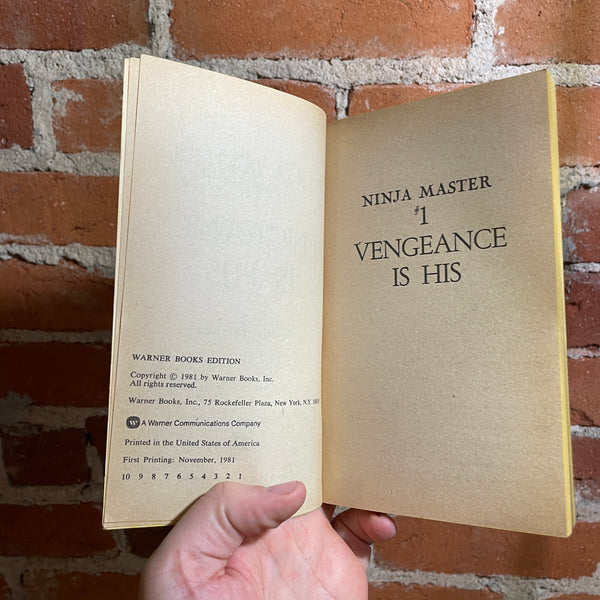 WARNER BOOKS EDITION
Copyright © 1981 by Warner Books, Inc.
All rights reserved.
Warner Books, Inc., 75 Rockefeller Plaza, New York, N.Y.
A Warner Communications Company
Printed in the United States of America
First Printing: November, 1981
10 9 8 7 6 5 4 3 2 1
NINJA MASTER
#1
VENGEANCE
IS HIS